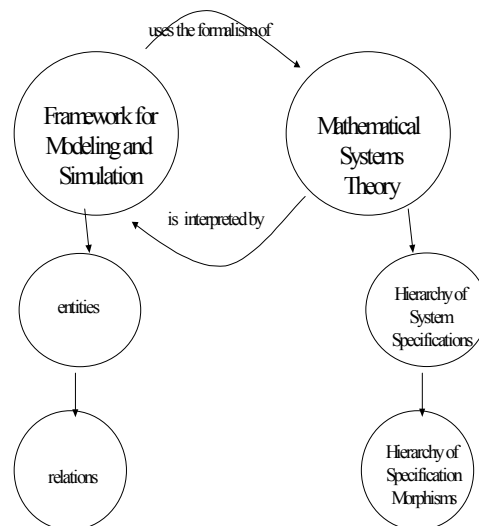 uses the formalism of
Framework for
Modeling and
Simulation
Mathematical
Systems
Theory
is interpreted by
entities
Hierarchy of
System
Specifications
relations
Hierarchy of
Specification
Morphisms